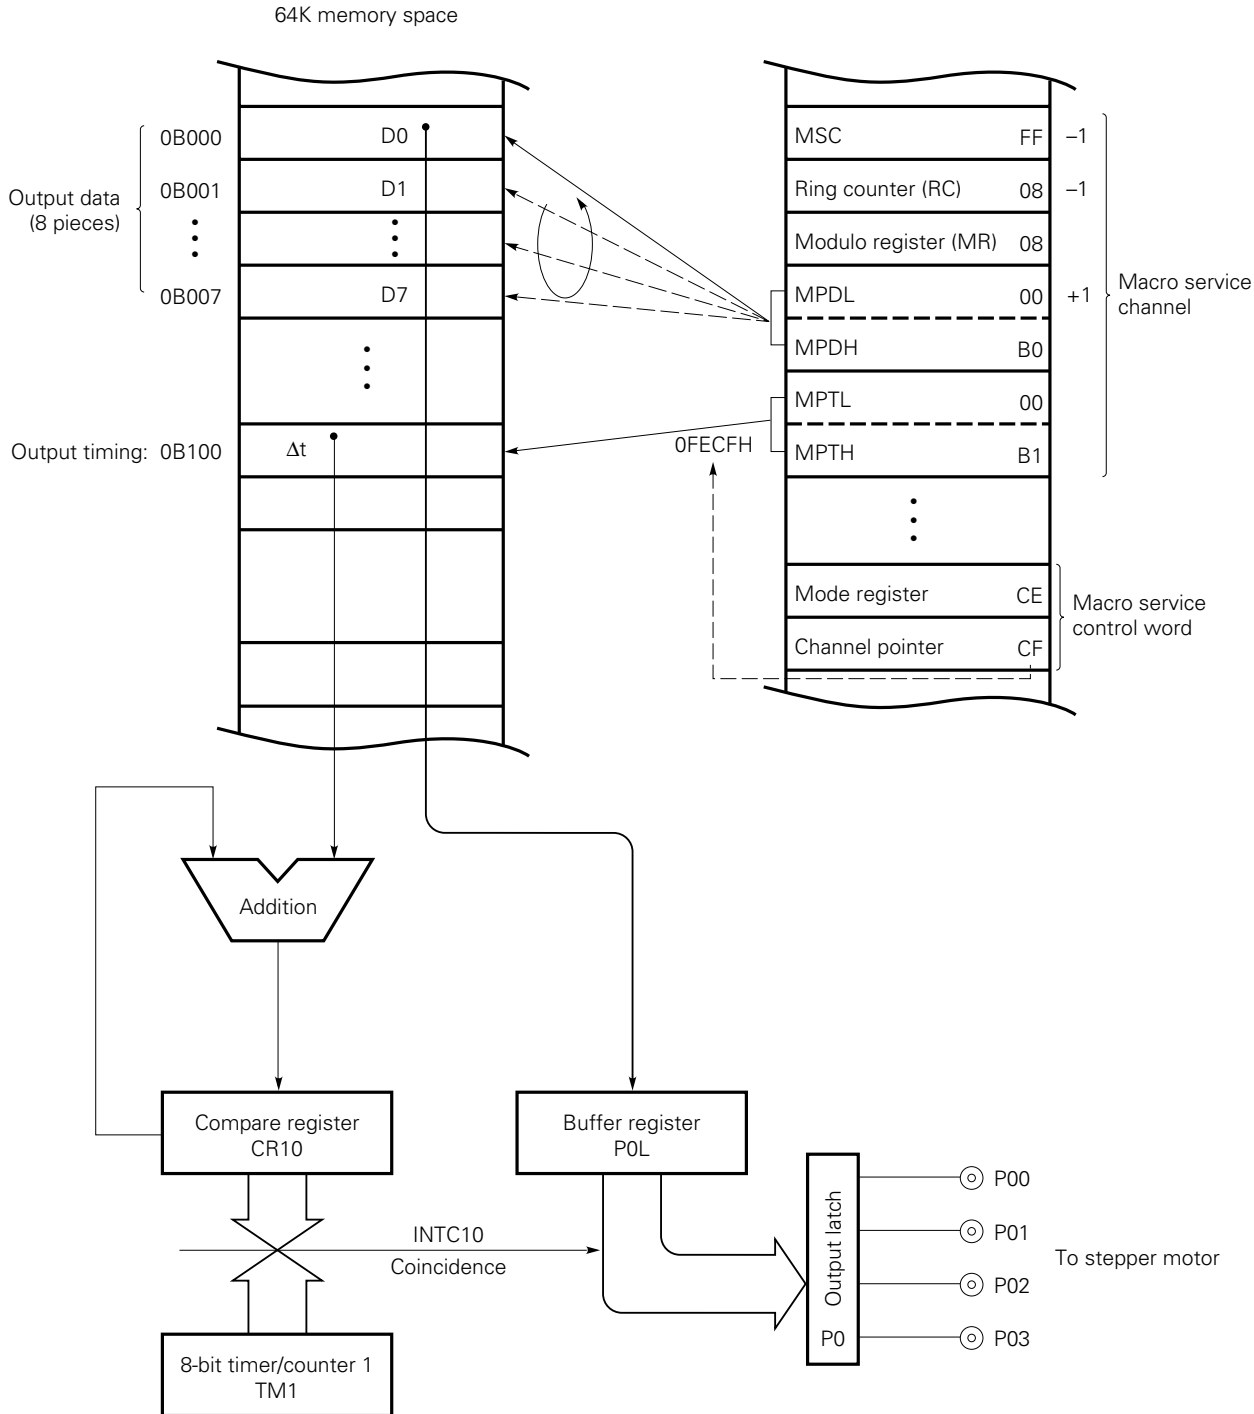 64K memory space
Output data
(8 pieces)
0B000
D0
0B001
D1
0B007
D7
Output timing: 0B100
Δt
MSC FF –1
Ring counter (RC) 08 –1
Modulo register (MR) 08
MPDL 00 +1
MPDH B0
MPTL 00
0FECFH
MPTH B1
Macro service
channel
Mode register CE
Channel pointer CF
Macro service
control word
Addition
Compare register
CR10
Buffer register
P0L
INTC10
Coincidence
8-bit timer/counter 1
TM1
Output latch
P0
P00
P01
P02
P03
To stepper motor